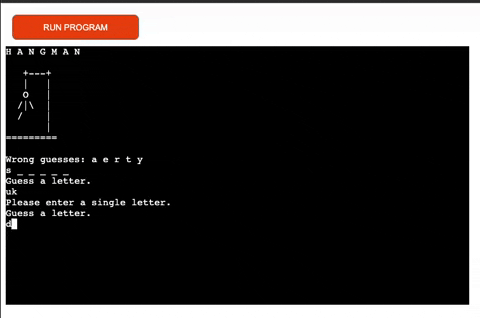 RUN PROGRAM
H A N G M A N
+---+
|   |
O   |
/|\  |
/    |
|
=========
Wrong guesses: a e r t y
s _ _ _ _ _
Guess a letter.
uk
Please enter a single letter.
Guess a letter.
d